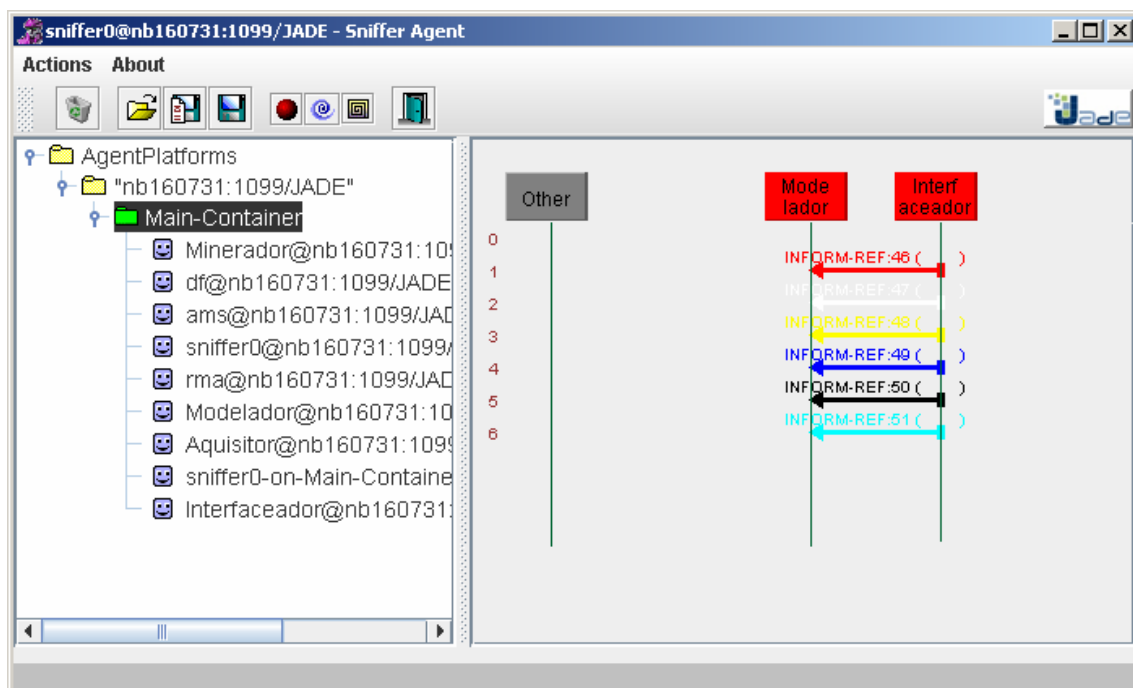 sniffer0@nb160731:1099/JADE - Sniffer Agent
Actions About
Jade
AgentPlatforms
"nb160731:1099/JADE"
Main-Container
Minerador@nb160731:109
df@nb160731:1099/JADE
ams@nb160731:1099/JAD
sniffer0@nb160731:1099/
rma@nb160731:1099/JAD
Modelador@nb160731:10
Aquisitor@nb160731:109
sniffer0-on-Main-Containe
Interfaceador@nb160731:
Other
Mode
lador
Interf
aceador
0
INFORM-REF:46 ( )
1
INFORM-REF:47 ( )
2
INFORM-REF:48 ( )
3
INFORM-REF:49 ( )
4
INFORM-REF:50 ( )
5
INFORM-REF:51 ( )
6